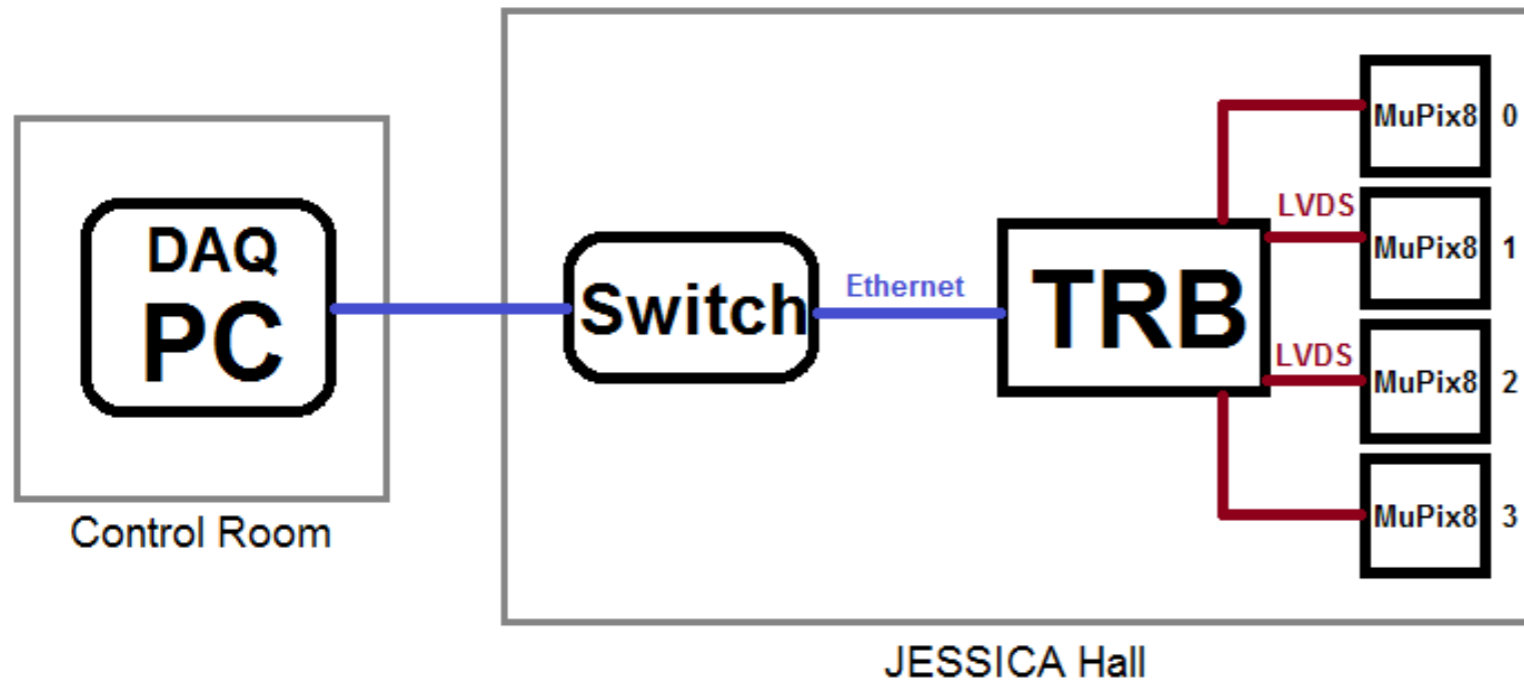 DAQ
PC
Control Room
Switch
Ethernet
TRB
LVDS
LVDS
MuPix8 0
MuPix8 1
MuPix8 2
MuPix8 3
JESSICA Hall